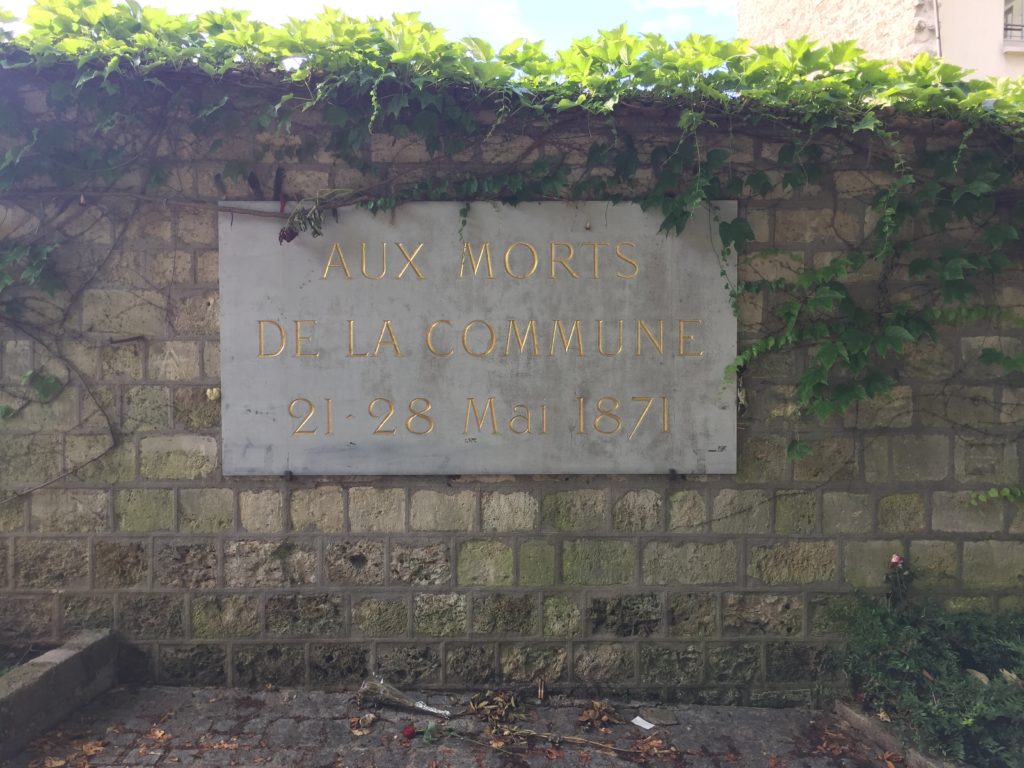 AUX MORTS
DE LA COMMUNE
21·28 Mai 1871